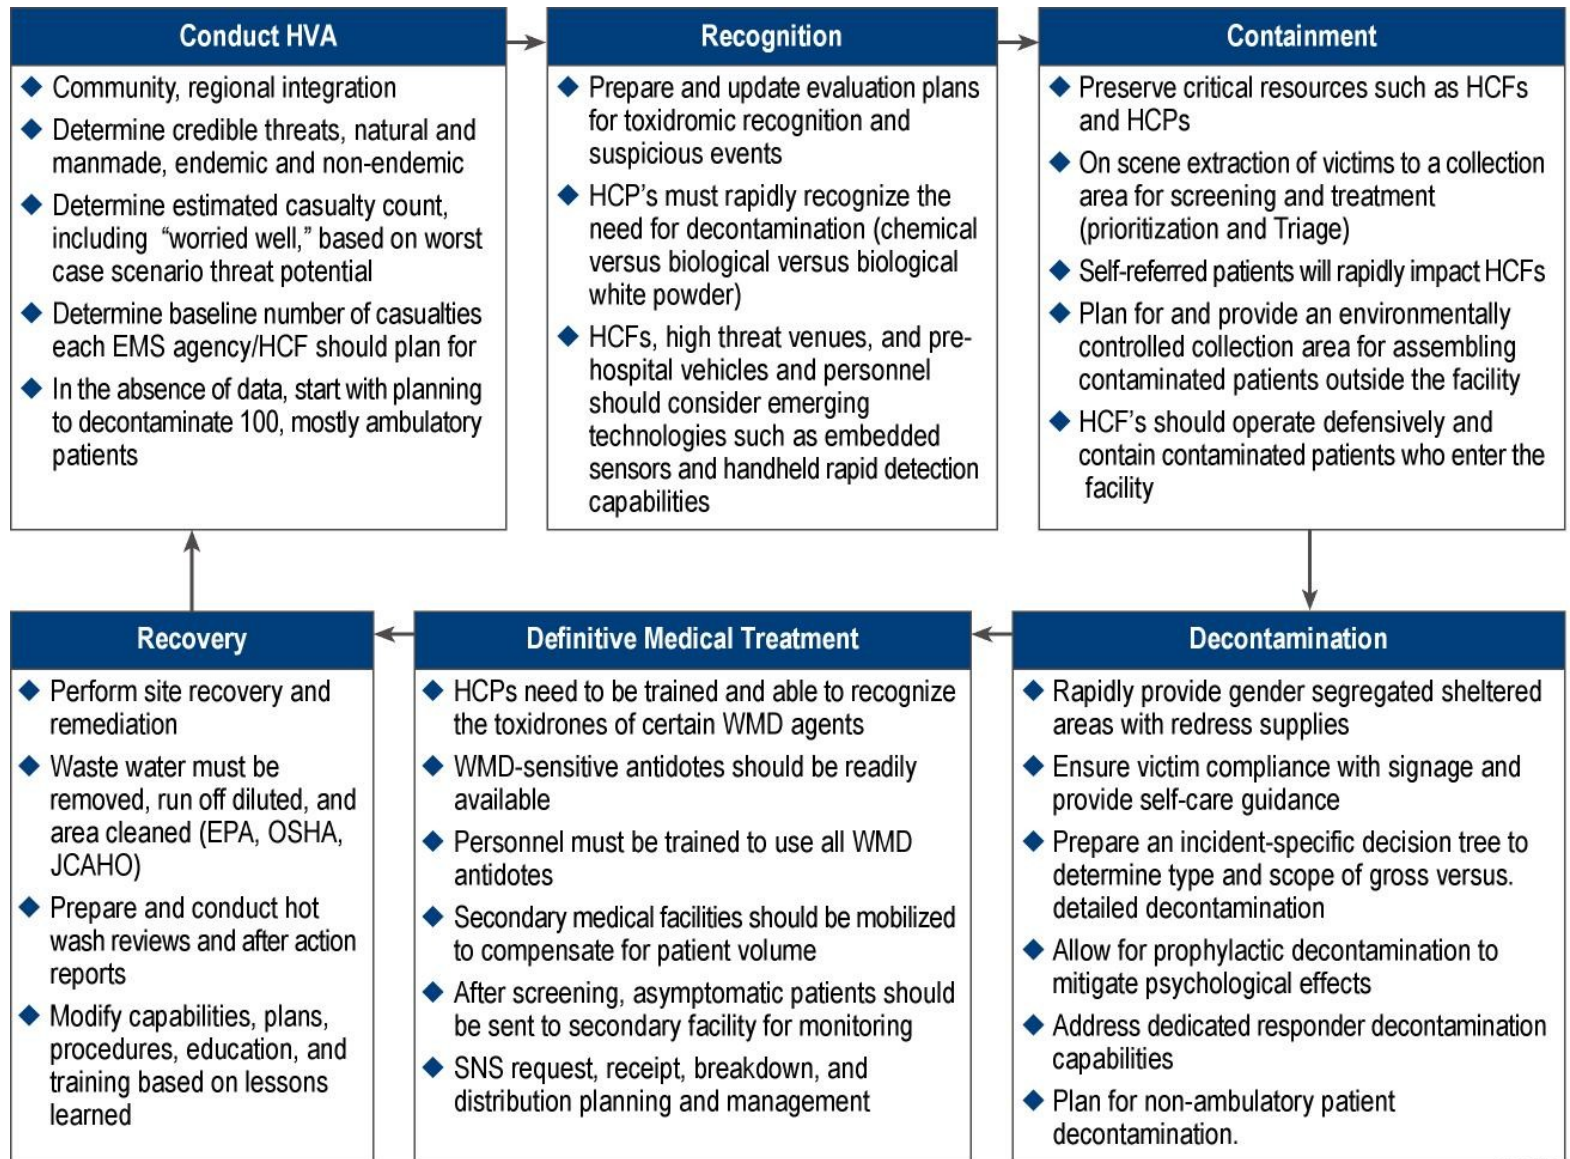 Conduct HVA
◆ Community, regional integration
◆ Determine credible threats, natural and
manmade, endemic and non-endemic
◆ Determine estimated casualty count,
including “worried well,” based on worst
case scenario threat potential
◆ Determine baseline number of casualties
each EMS agency/HCF should plan for
◆ In the absence of data, start with planning
to decontaminate 100, mostly ambulatory
patients
Recognition
◆ Prepare and update evaluation plans
for toxidromic recognition and
suspicious events
◆ HCP’s must rapidly recognize the
need for decontamination (chemical
versus biological versus biological
white powder)
◆ HCFs, high threat venues, and pre-
hospital vehicles and personnel
should consider emerging
technologies such as embedded
sensors and handheld rapid detection
capabilities
Containment
◆ Preserve critical resources such as HCFs
and HCPs
◆ On scene extraction of victims to a collection
area for screening and treatment
(prioritization and Triage)
◆ Self-referred patients will rapidly impact HCFs
◆ Plan for and provide an environmentally
controlled collection area for assembling
contaminated patients outside the facility
◆ HCF’s should operate defensively and
contain contaminated patients who enter the
facility
Recovery
◆ Perform site recovery and
remediation
◆ Waste water must be
removed, run off diluted, and
area cleaned (EPA, OSHA,
JCAHO)
◆ Prepare and conduct hot
wash reviews and after action
reports
◆ Modify capabilities, plans,
procedures, education, and
training based on lessons
learned
Definitive Medical Treatment
◆ HCPs need to be trained and able to recognize
the toxidrones of certain WMD agents
◆ WMD-sensitive antidotes should be readily
available
◆ Personnel must be trained to use all WMD
antidotes
◆ Secondary medical facilities should be mobilized
to compensate for patient volume
◆ After screening, asymptomatic patients should
be sent to secondary facility for monitoring
◆ SNS request, receipt, breakdown, and
distribution planning and management
Decontamination
◆ Rapidly provide gender segregated sheltered
areas with redress supplies
◆ Ensure victim compliance with signage and
provide self-care guidance
◆ Prepare an incident-specific decision tree to
determine type and scope of gross versus.
detailed decontamination
◆ Allow for prophylactic decontamination to
mitigate psychological effects
◆ Address dedicated responder decontamination
capabilities
◆ Plan for non-ambulatory patient
decontamination.